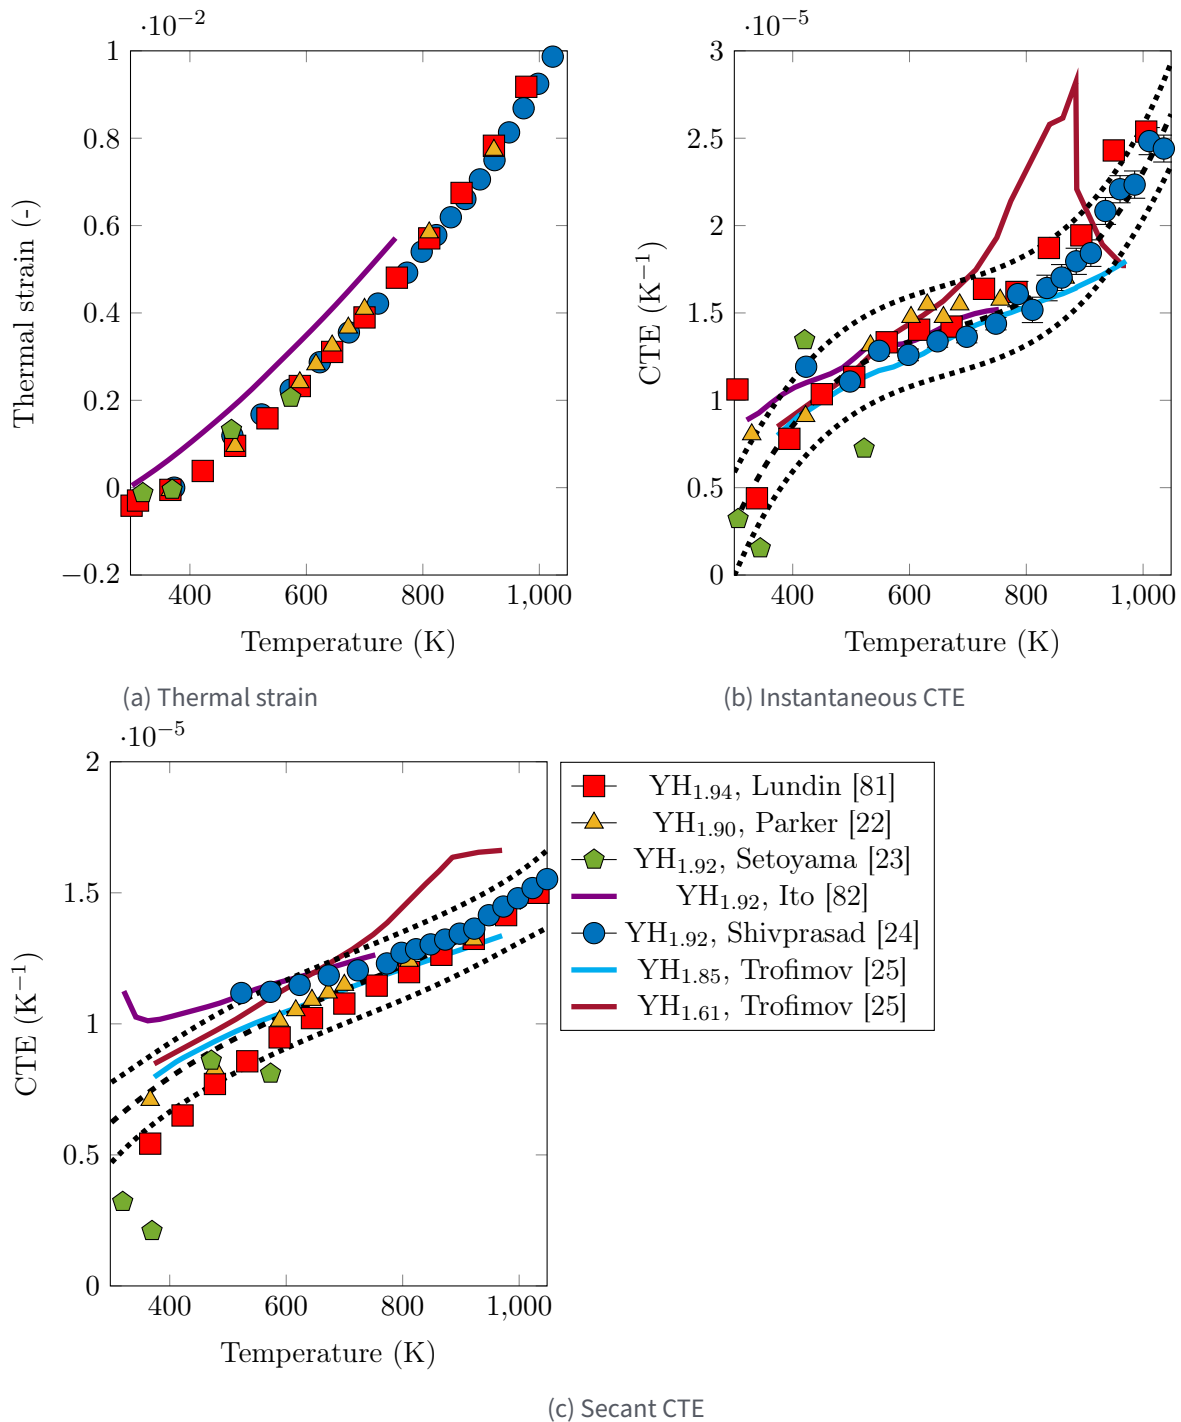 ·10⁻²
1
0.8
0.6
0.4
0.2
0
−0.2
400 600 800 1,000
Temperature (K)
Thermal strain (-)
(a) Thermal strain
·10⁻⁵
3
2.5
2
1.5
1
0.5
0
400 600 800 1,000
Temperature (K)
CTE (K⁻¹)
(b) Instantaneous CTE
·10⁻⁵
2
1.5
1
0.5
0
400 600 800 1,000
Temperature (K)
CTE (K⁻¹)
YH₁.₉₄, Lundin [81]
YH₁.₉₀, Parker [22]
YH₁.₉₂, Setoyama [23]
YH₁.₉₂, Ito [82]
YH₁.₉₂, Shivprasad [24]
YH₁.₈₅, Trofimov [25]
YH₁.₆₁, Trofimov [25]
(c) Secant CTE